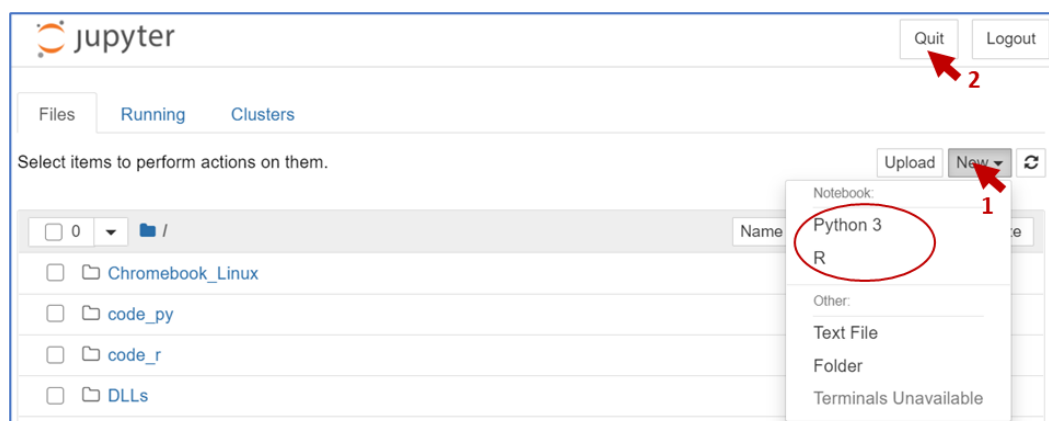 jupyter
Quit Logout
2
Files Running Clusters
Select items to perform actions on them.
Upload New
1
Notebook:
0 / Name
Python 3
R
Chromebook_Linux
Other:
code_py
Text File
code_r
Folder
DLLs
Terminals Unavailable